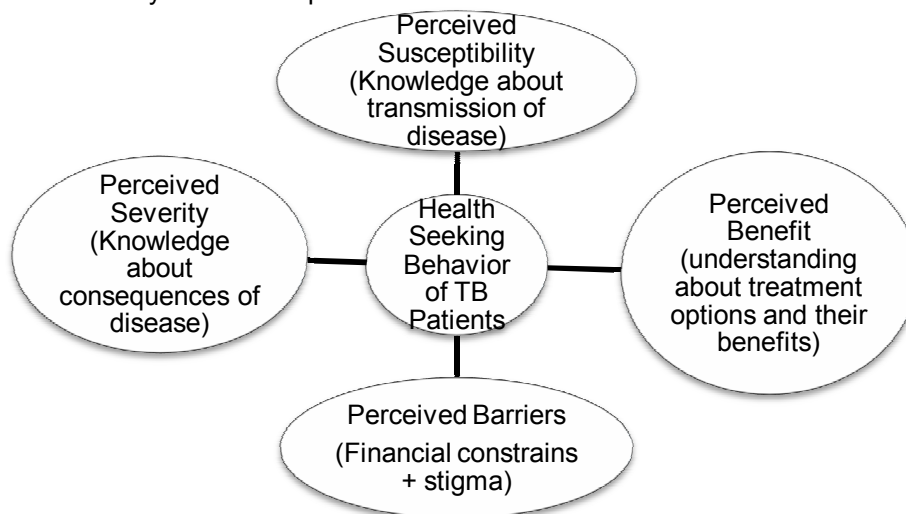 Perceived
Susceptibility
(Knowledge about
transmission of
disease)
Perceived
Severity
(Knowledge
about
consequences of
disease)
Health
Seeking
Behavior
of TB
Patients
Perceived
Benefit
(understanding
about treatment
options and their
benefits)
Perceived Barriers
(Financial constrains
+ stigma)